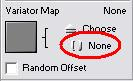 Variator Map None
Choose
None
Random Offset